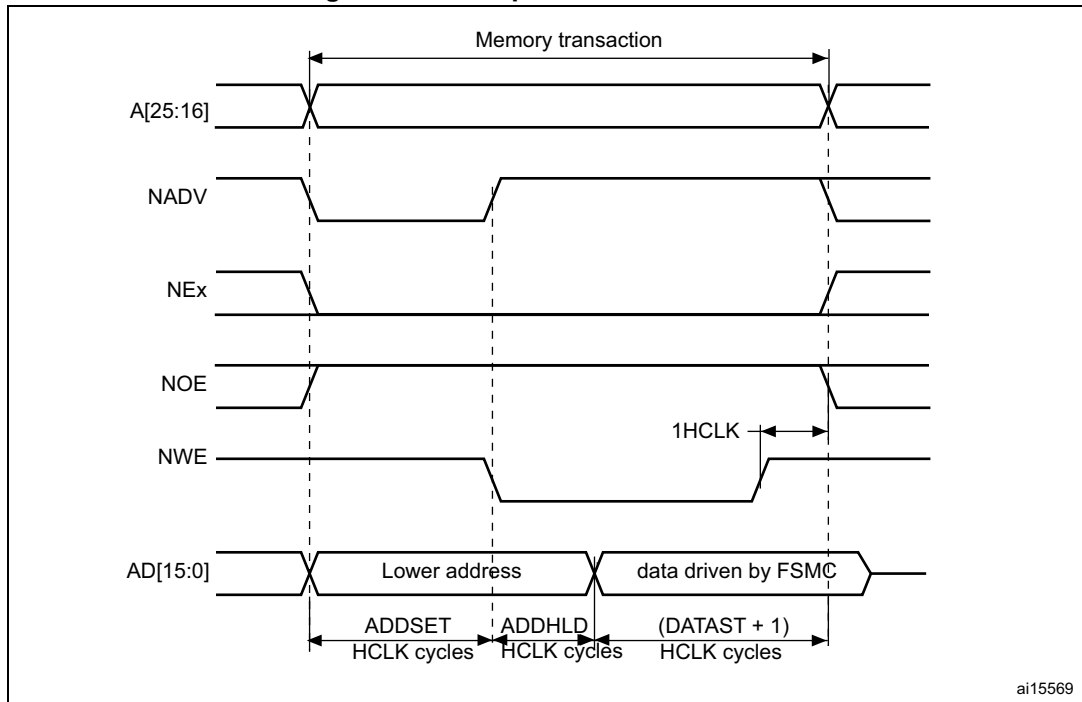 Memory transaction
A[25:16]
NADV
NEx
NOE
1HCLK
NWE
AD[15:0]
Lower address
data driven by FSMC
ADDSET
HCLK cycles
ADDHLD
HCLK cycles
(DATAST + 1)
HCLK cycles
ai15569